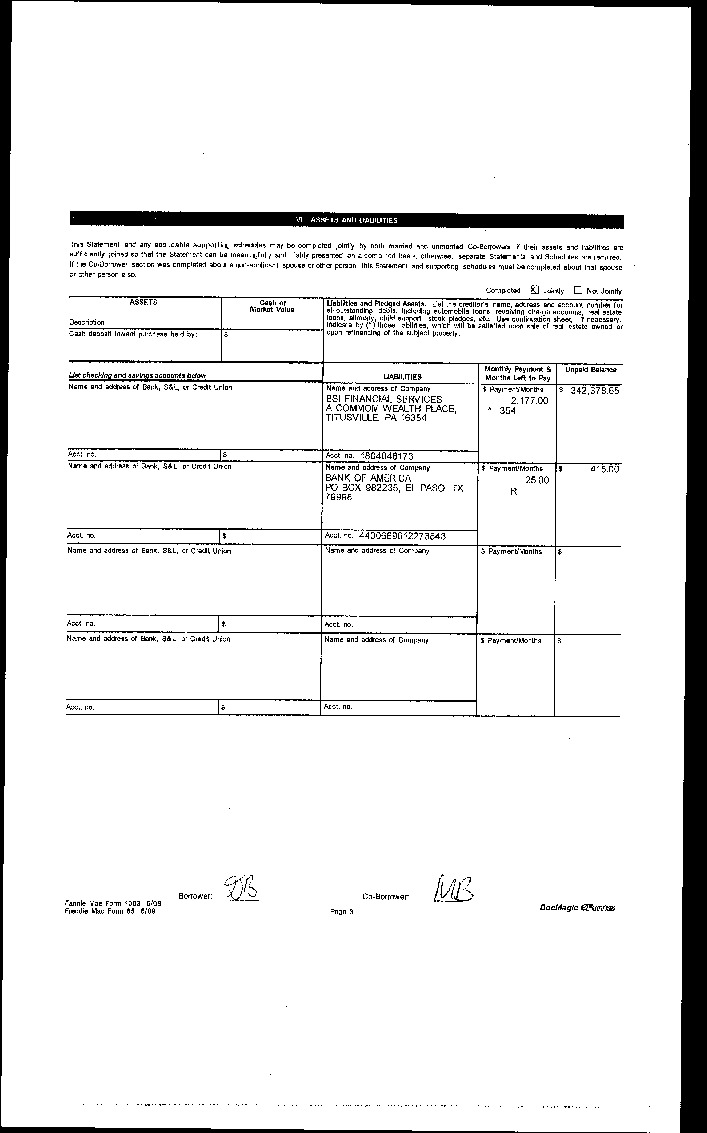 VI. ASSETS AND LIABILITIES
This Statement and any applicable supporting schedules may be completed jointly by both married and unmarried Co-Borrowers if their assets and liabilities are
sufficiently joined so that the Statement can be meaningfully and fairly presented on a combined basis; otherwise, separate Statements and Schedules are required.
If the Co-Borrower section was completed about a non-applicant spouse or other person, this Statement and supporting schedules must be completed about that spouse
or other person also.
Completed [X] Jointly [ ] Not Jointly
ASSETS
Cash or
Market Value
Description
Cash deposit toward purchase held by:
$
Liabilities and Pledged Assets. List the creditor's name, address and account number for
all outstanding debts, including automobile loans, revolving charge accounts, real estate
loans, alimony, child support, stock pledges, etc. Use continuation sheet, if necessary.
Indicate by (*) those liabilities, which will be satisfied upon sale of real estate owned or
upon refinancing of the subject property.
List checking and savings accounts below
LIABILITIES
Monthly Payment &
Months Left to Pay
Unpaid Balance
Name and address of Bank, S&L, or Credit Union
Name and address of Company
BSI FINANCIAL SERVICES
A COMMON WEALTH PLACE,
TITUSVILLE, PA 16354
$ Payment/Months
2,177.00
* 354
$ 342,678.65
Acct. no.
$
Acct. no. 1804046173
Name and address of Bank, S&L, or Credit Union
Name and address of Company
BANK OF AMERICA
PO BOX 982235, EL PASO, TX
79998
$ Payment/Months
25.00
R
$ 415.00
Acct. no.
$
Acct. no.
Name and address of Bank, S&L, or Credit Union
Name and address of Company
$ Payment/Months
$
Acct. no.
$
Acct. no.
Name and address of Bank, S&L, or Credit Union
Name and address of Company
$ Payment/Months
$
Acct. no.
$
Acct. no.
Borrower:
Co-Borrower: MB
Fannie Mae Form 1003 6/09
Freddie Mac Form 65 6/09
Page 3
DocMagic eForms